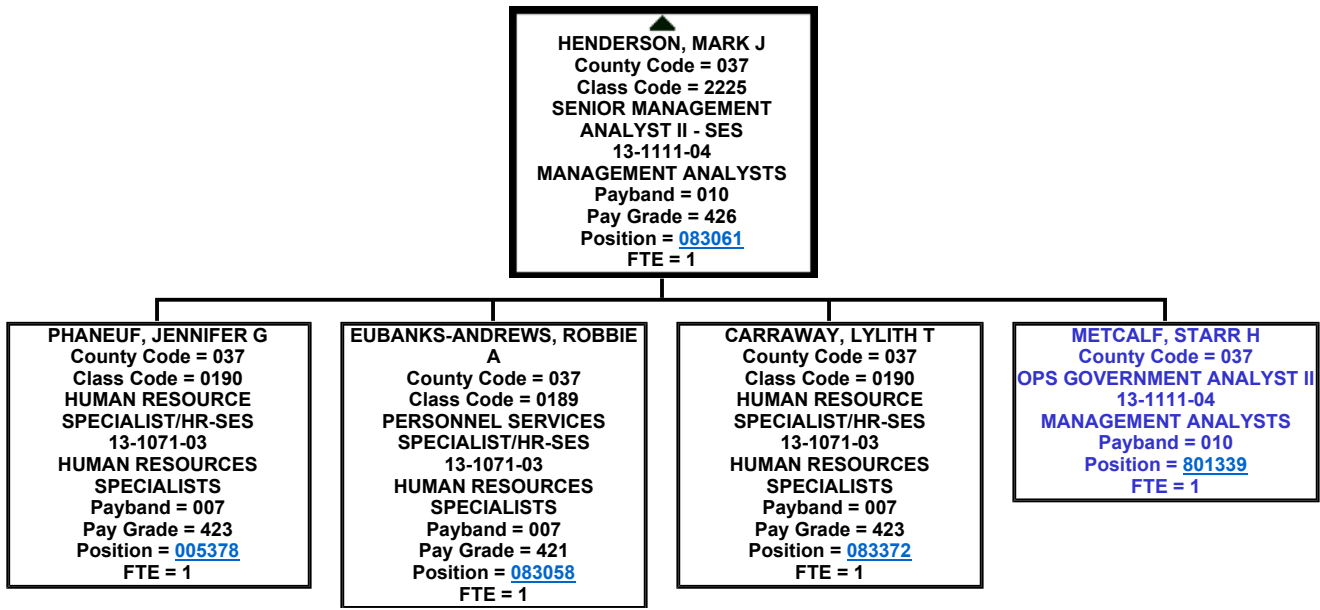 HENDERSON, MARK J
County Code = 037
Class Code = 2225
SENIOR MANAGEMENT
ANALYST II - SES
13-1111-04
MANAGEMENT ANALYSTS
Payband = 010
Pay Grade = 426
Position = 083061
FTE = 1
PHANEUF, JENNIFER G
County Code = 037
Class Code = 0190
HUMAN RESOURCE
SPECIALIST/HR-SES
13-1071-03
HUMAN RESOURCES
SPECIALISTS
Payband = 007
Pay Grade = 423
Position = 005378
FTE = 1
EUBANKS-ANDREWS, ROBBIE
A
County Code = 037
Class Code = 0189
PERSONNEL SERVICES
SPECIALIST/HR-SES
13-1071-03
HUMAN RESOURCES
SPECIALISTS
Payband = 007
Pay Grade = 421
Position = 083058
FTE = 1
CARRAWAY, LYLITH T
County Code = 037
Class Code = 0190
HUMAN RESOURCE
SPECIALIST/HR-SES
13-1071-03
HUMAN RESOURCES
SPECIALISTS
Payband = 007
Pay Grade = 423
Position = 083372
FTE = 1
METCALF, STARR H
County Code = 037
OPS GOVERNMENT ANALYST II
13-1111-04
MANAGEMENT ANALYSTS
Payband = 010
Position = 801339
FTE = 1